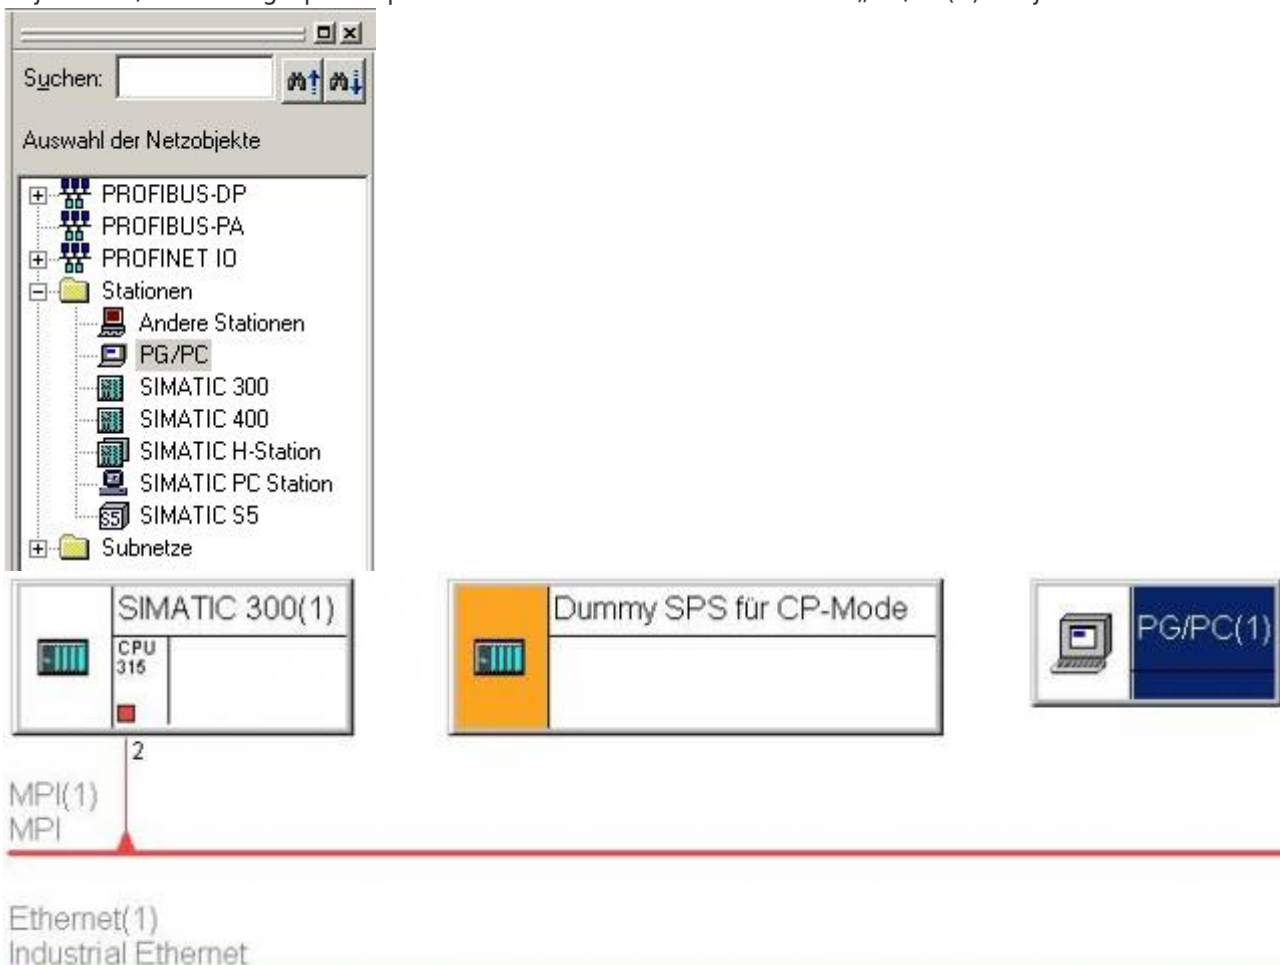 Suchen:
Auswahl der Netzobjekte
PROFIBUS-DP
PROFIBUS-PA
PROFINET IO
Stationen
Andere Stationen
PG/PC
SIMATIC 300
SIMATIC 400
SIMATIC H-Station
SIMATIC PC Station
S5 SIMATIC S5
Subnetze
SIMATIC 300(1)
CPU
315
Dummy SPS für CP-Mode
PG/PC(1)
2
MPI(1)
MPI
Ethernet(1)
Industrial Ethernet